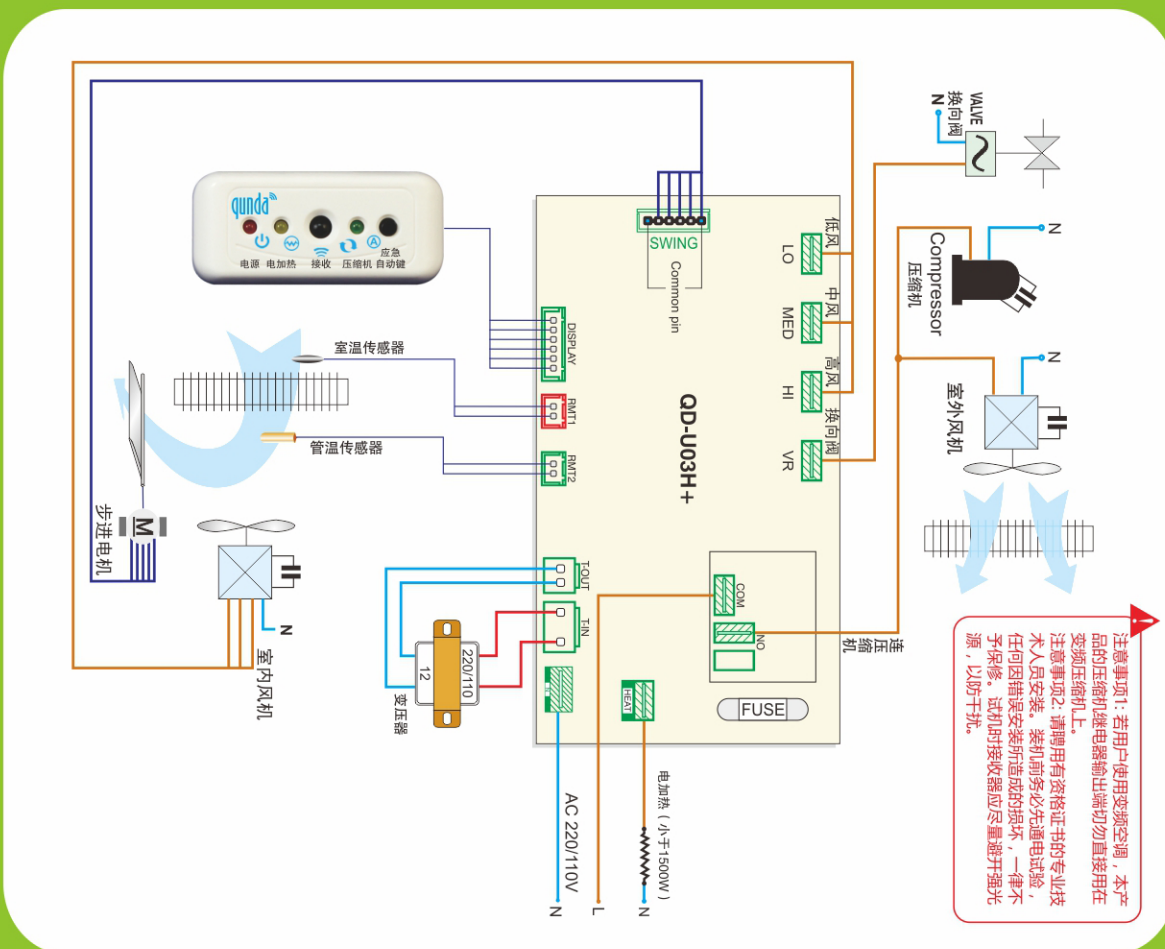 qunda
电源 电加热 接收 压缩机 应急自动键
室温传感器
管温传感器
步进电机
M
室内风机
N
SWING
Common pin
DISPLAY
RMT1
RMT2
T-OUT
T-IN
220/110
12
变压器
QD-U03H+
低风
LO
中风
MED
高风
HI
换向阀
VR
COM
NO
连压缩
机
FUSE
HEAT
AC 220/110V
N
L
电加热(小于1500W)
N
VALVE
换向阀
N
Compressor
压缩机
N
室外风机
N
注意事项1: 若用户使用变频空调,本产
品的压缩机继电器输出端切勿直接用在
变频压缩机上。
注意事项2: 请聘用有资格证书的专业技
术人员安装。装机前务必先通电试验,
任何因错误安装所造成的损坏,一律不
予保修。试机时接收器应尽量避开强光
源,以防干扰。